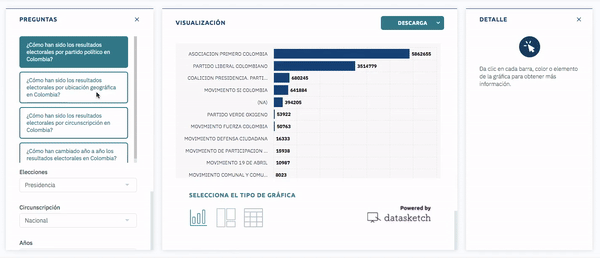 PREGUNTAS
¿Cómo han sido los resultados
electorales por partido político en
Colombia?
¿Cómo han sido los resultados
electorales por ubicación geográfica
en Colombia?
¿Cómo han sido los resultados
electorales por circunscripción en
Colombia?
¿Cómo han cambiado año a año los
resultados electorales en Colombia?
Elecciones
Presidencia
Circunscripción
Nacional
Años
VISUALIZACIÓN
DESCARGA
ASOCIACION PRIMERO COLOMBIA 5862655
PARTIDO LIBERAL COLOMBIANO 3514779
COALICION PRESIDENCIA. PARTI... 680245
MOVIMIENTO SI COLOMBIA 641884
(NA) 394205
PARTIDO VERDE OXIGENO 53922
MOVIMIENTO FUERZA COLOMBIA 50763
MOVIMIENTO DEFENSA CIUDADANA 16333
MOVIMIENTO DE PARTICIPACION ... 15938
MOVIMIENTO 19 DE ABRIL 10987
MOVIMIENTO COMUNAL Y COMU... 8023
SELECCIONA EL TIPO DE GRÁFICA
Powered by
datasketch
DETALLE
Da clic en cada barra, color o elemento
de la gráfica para obtener más
información.